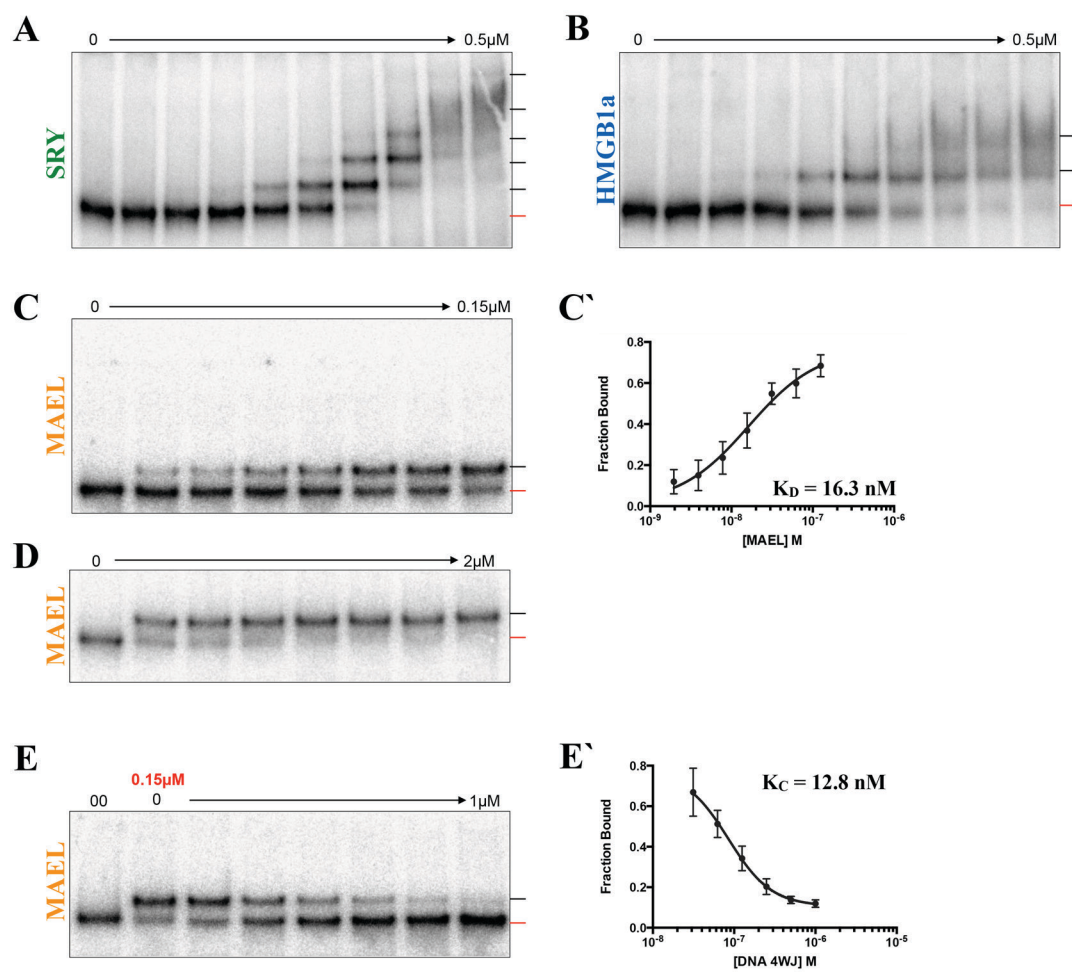 A
0
0.5µM
SRY
B
0
0.5µM
HMGB1a
C
0
0.15µM
MAEL
C`
0.8
0.6
0.4
0.2
0.0
Fraction Bound
10-9
10-8
10-7
10-6
[MAEL] M
KD = 16.3 nM
D
0
2µM
MAEL
E
0.15µM
00
0
1µM
MAEL
E`
0.8
0.6
0.4
0.2
0.0
Fraction Bound
10-8
10-7
10-6
10-5
[DNA 4WJ] M
KC = 12.8 nM